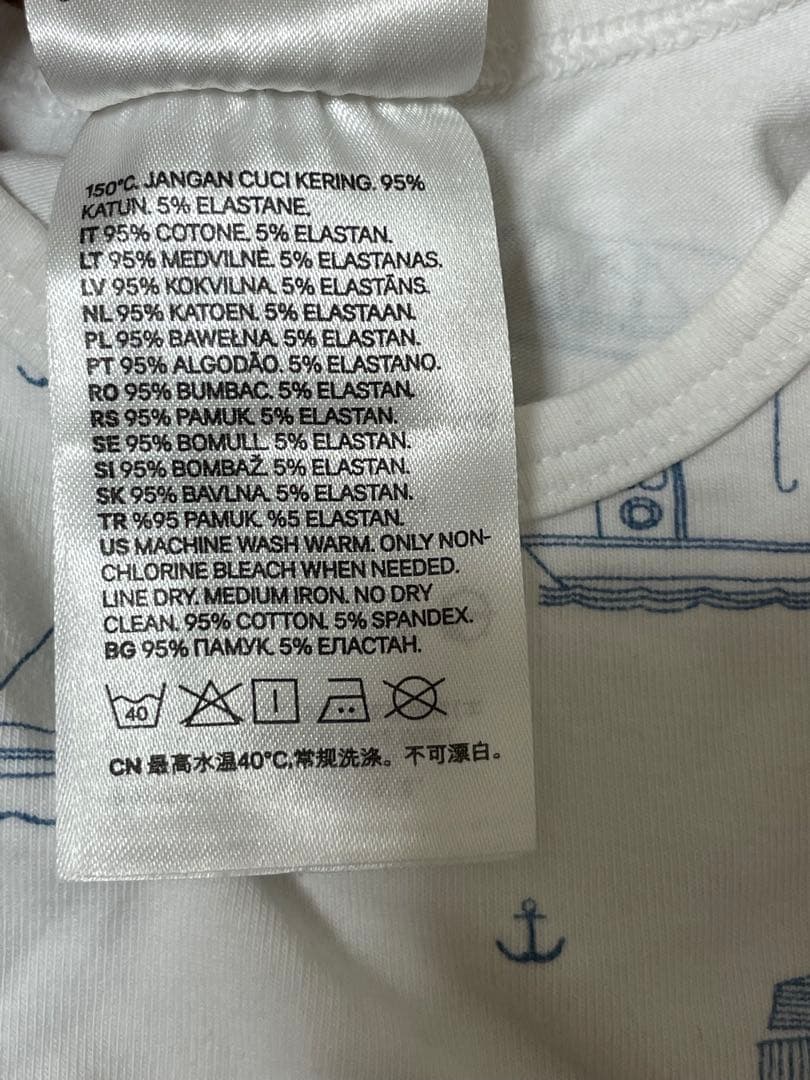 150°C. JANGAN CUCI KERING. 95%
KATUN. 5% ELASTANE.
IT 95% COTONE. 5% ELASTAN.
LT 95% MEDVILNĖ. 5% ELASTANAS.
LV 95% KOKVILNA. 5% ELASTĀNS.
NL 95% KATOEN. 5% ELASTAAN.
PL 95% BAWEŁNA. 5% ELASTAN.
PT 95% ALGODÃO. 5% ELASTANO.
RO 95% BUMBAC. 5% ELASTAN.
RS 95% PAMUK. 5% ELASTAN.
SE 95% BOMULL. 5% ELASTAN.
SI 95% BOMBAŽ. 5% ELASTAN.
SK 95% BAVLNA. 5% ELASTAN.
TR %95 PAMUK. %5 ELASTAN.
US MACHINE WASH WARM. ONLY NON-
CHLORINE BLEACH WHEN NEEDED.
LINE DRY. MEDIUM IRON. NO DRY
CLEAN. 95% COTTON. 5% SPANDEX.
BG 95% ПАМУК. 5% ЕЛАСТАН.
40
CN 最高水温40°C,常规洗涤。不可漂白。